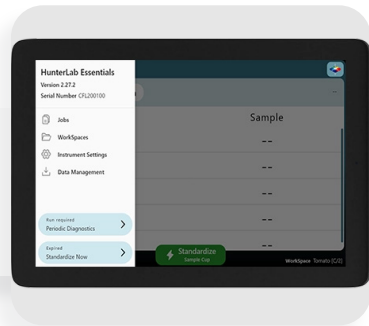 HunterLab Essentials
Version 2.27.2
Serial Number CFL200100
Jobs
WorkSpaces
Instrument Settings
Data Management
Run required
Periodic Diagnostics
Expired
Standardize Now
Sample
--
--
--
--
--
Standardize
Sample Cup
WorkSpace Tomato (C/2)